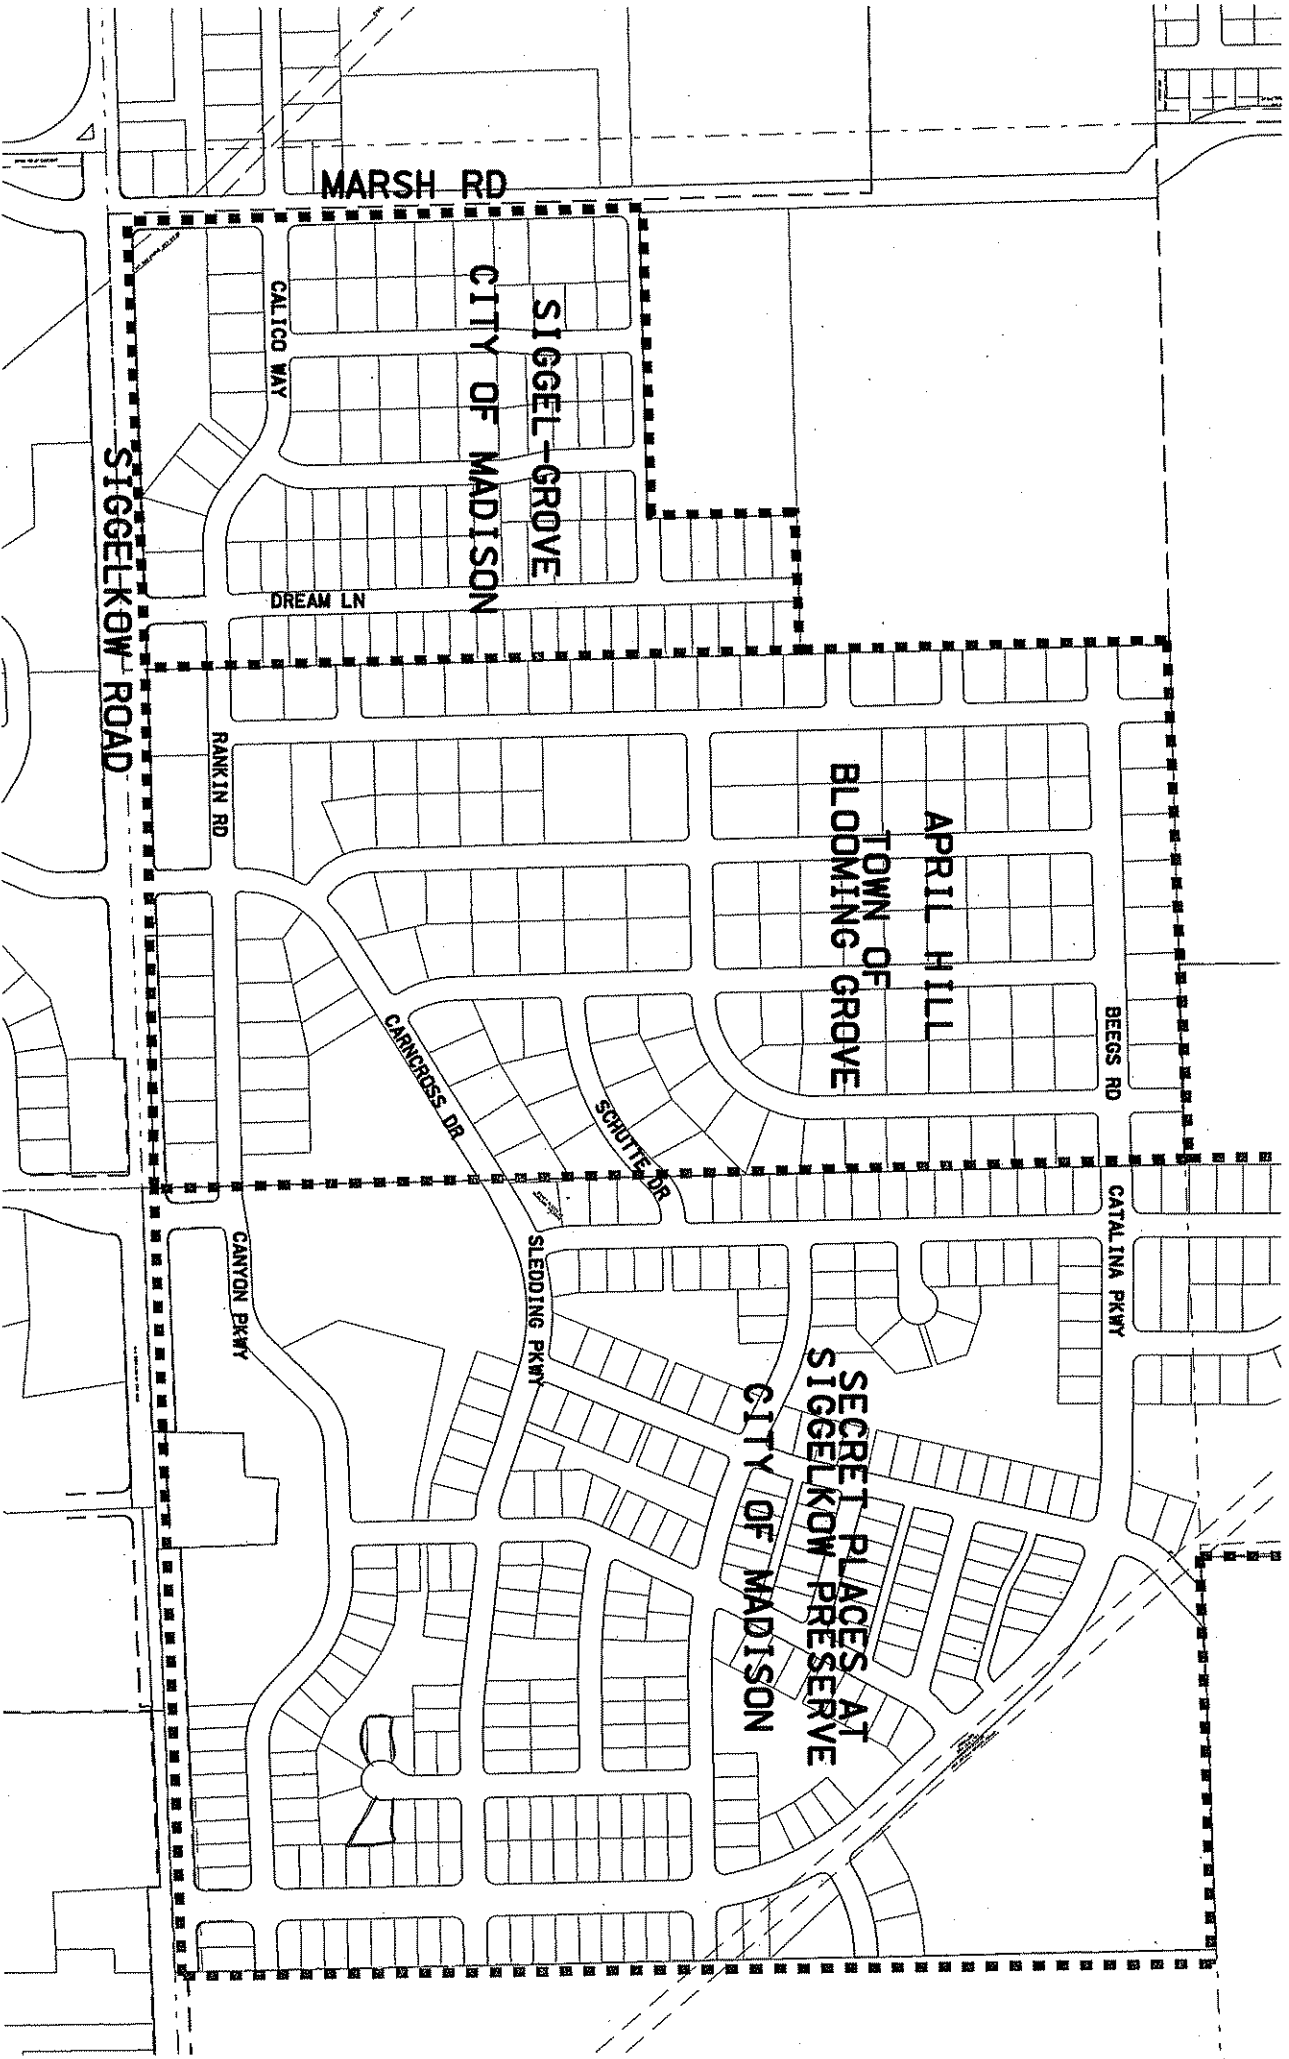 MARSH RD
CALICO WAY
SIGGEL-GROVE
CITY OF MADISON
SIGGELKOW ROAD
DREAM LN
RANKIN RD
APRIL HILL
TOWN OF
BLOOMING GROVE
BEEGS RD
CARNCROSS DR
SCHUTTE DR
CATALINA PKWY
CANYON PKWY
SLEDDING PKWY
SECRET PLACES AT
SIGGELKOW PRESERVE
CITY OF MADISON